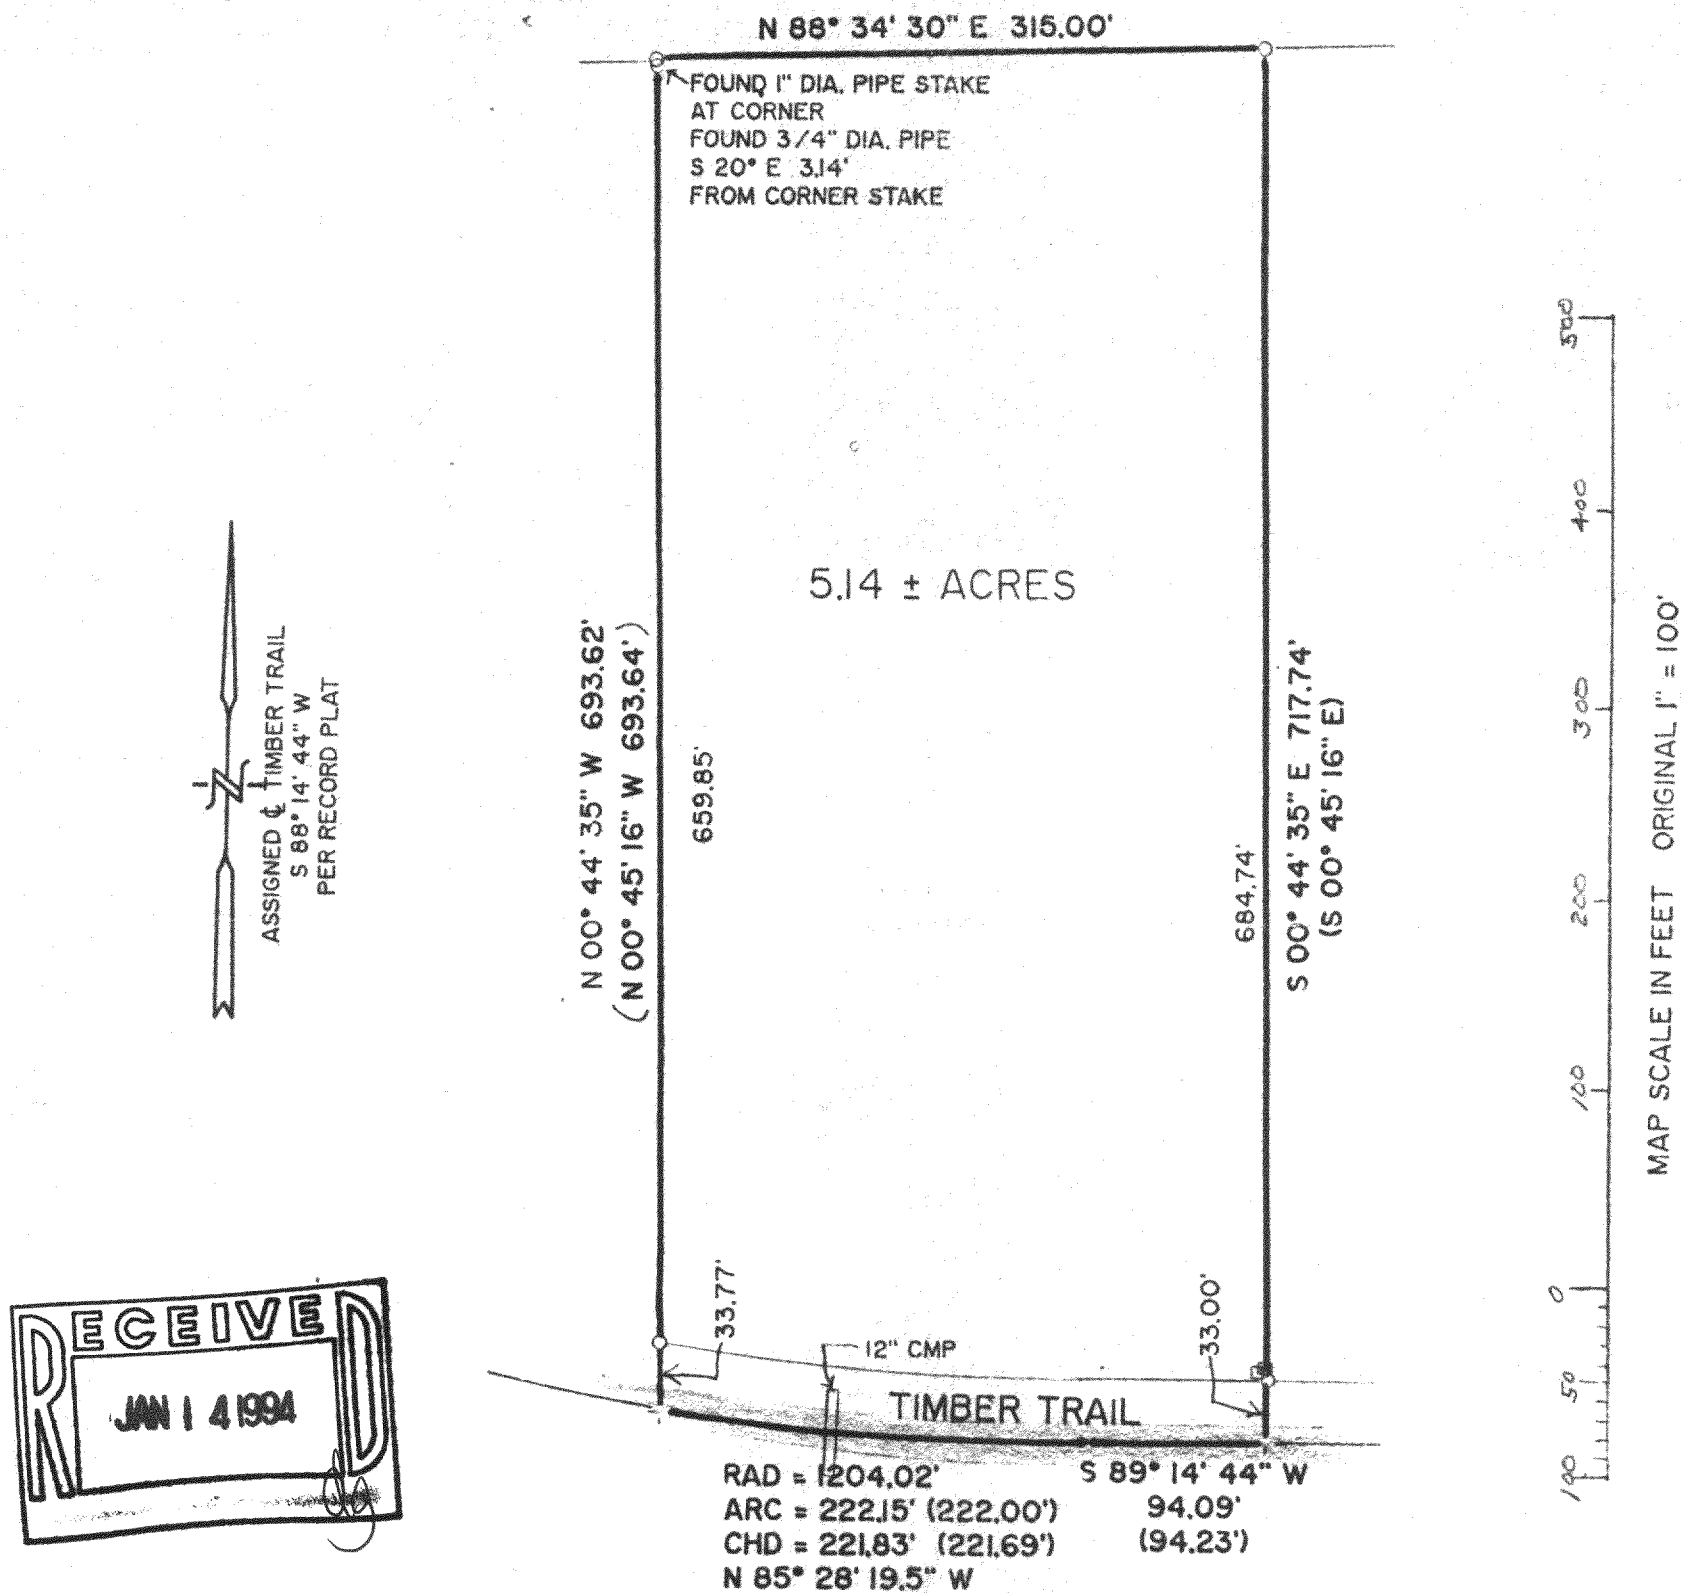 N 88° 34' 30" E 315.00'
FOUND 1" DIA. PIPE STAKE
AT CORNER
FOUND 3/4" DIA. PIPE
S 20° E 3.14'
FROM CORNER STAKE
5.14 ± ACRES
N 00° 44' 35" W 693.62'
(N 00° 45' 16" W 693.64')
659.85'
684.74'
S 00° 44' 35" E 717.74'
(S 00° 45' 16" E)
N
ASSIGNED ℄ TIMBER TRAIL
S 88° 14' 44" W
PER RECORD PLAT
500
400
300
200
100
0
50
100
MAP SCALE IN FEET ORIGINAL 1" = 100'
33.77'
33.00'
12" CMP
TIMBER TRAIL
RAD = 1204.02'
ARC = 222.15' (222.00')
CHD = 221.83' (221.69')
N 85° 28' 19.5" W
S 89° 14' 44" W
94.09'
(94.23')
RECEIVED
JAN 14 1994